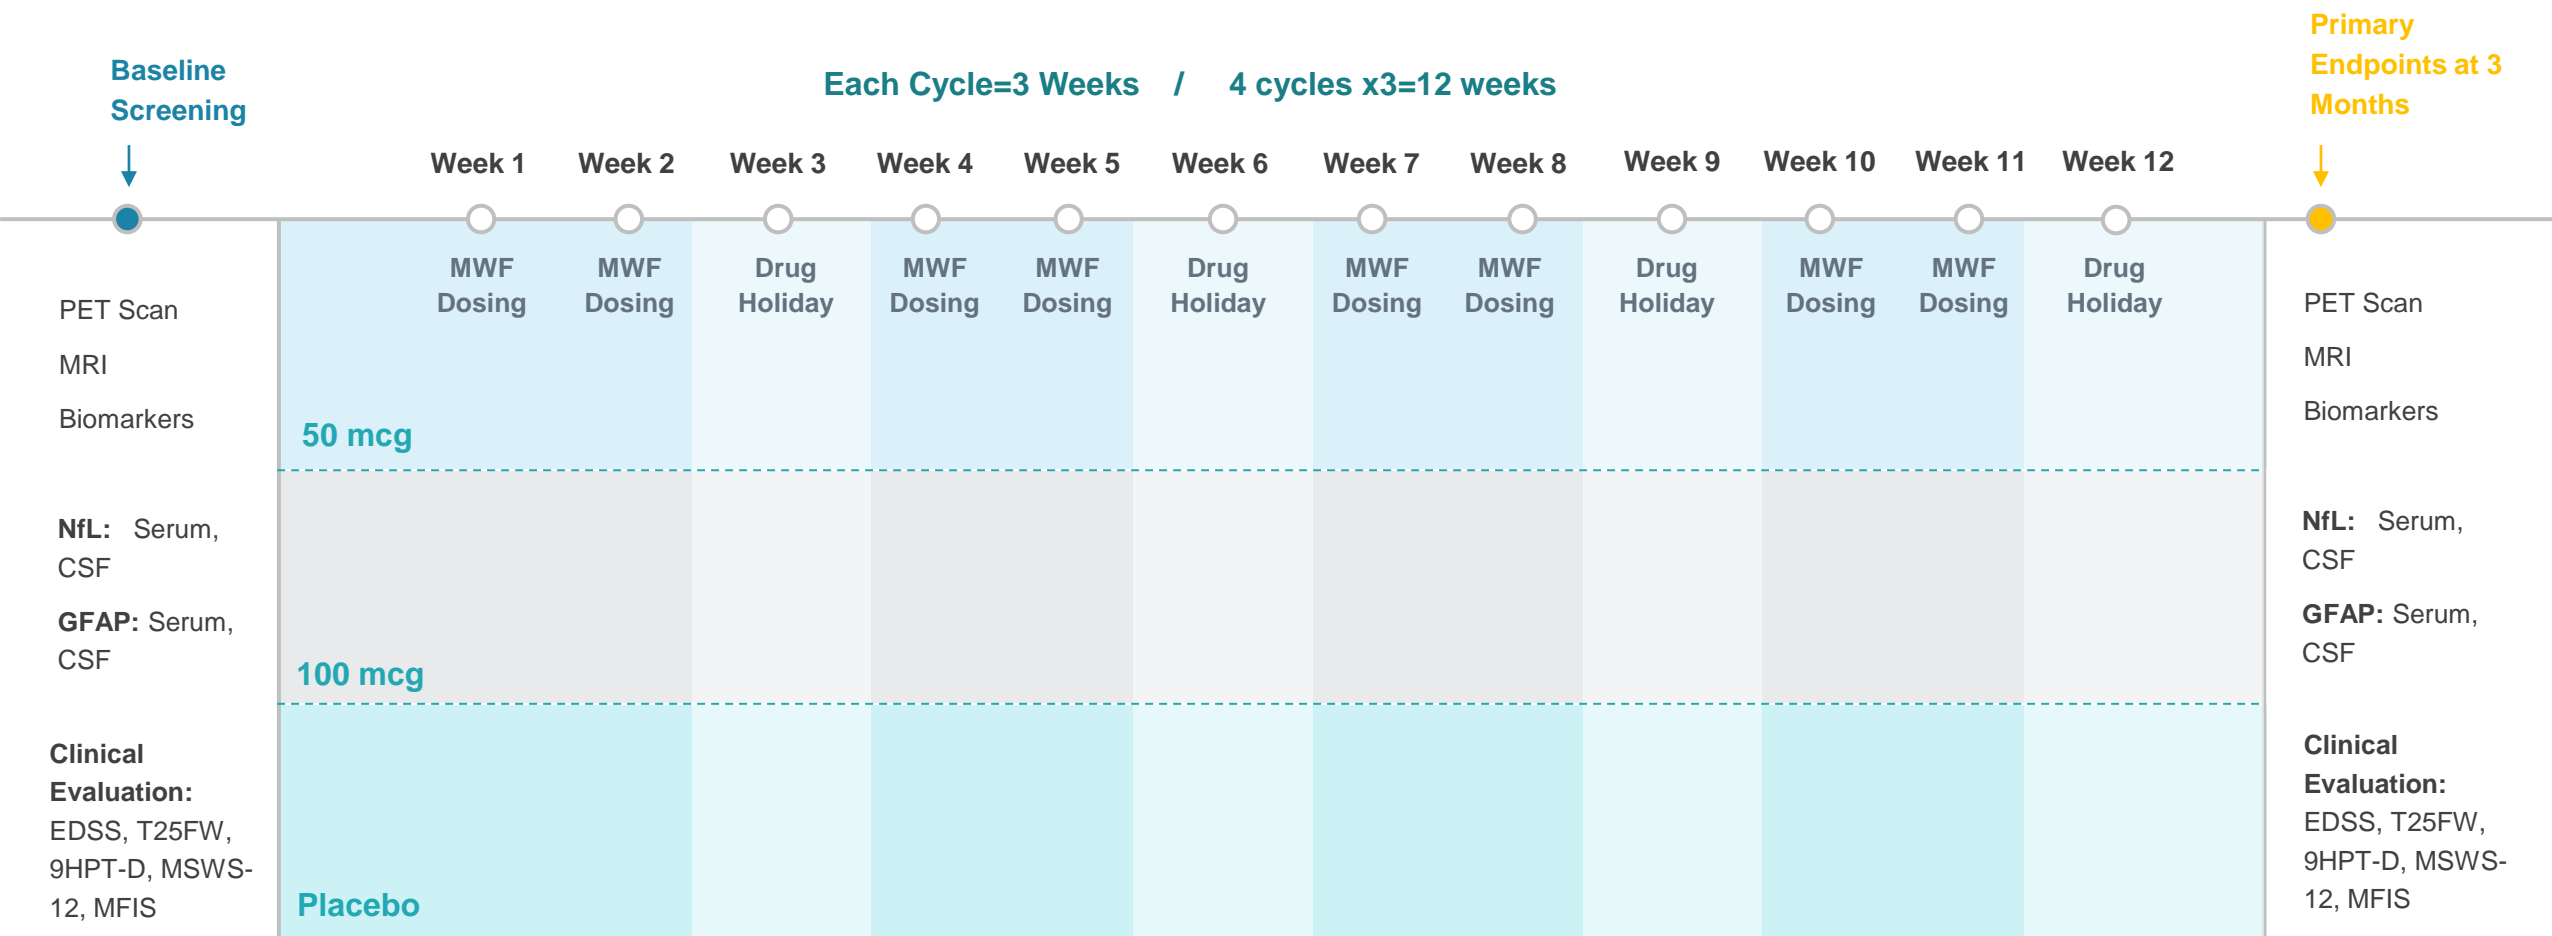 Baseline
Screening
Each Cycle=3 Weeks / 4 cycles x3=12 weeks
Primary
Endpoints at 3
Months
Week 1 Week 2 Week 3 Week 4 Week 5 Week 6 Week 7 Week 8 Week 9 Week 10 Week 11 Week 12
MWF MWF Drug MWF MWF Drug MWF MWF Drug MWF MWF Drug
Dosing Dosing Holiday Dosing Dosing Holiday Dosing Dosing Holiday Dosing Dosing Holiday
PET Scan
MRI
Biomarkers
NfL: Serum,
CSF
GFAP: Serum,
CSF
Clinical
Evaluation:
EDSS, T25FW,
9HPT-D, MSWS-
12, MFIS
50 mcg
100 mcg
Placebo
PET Scan
MRI
Biomarkers
NfL: Serum,
CSF
GFAP: Serum,
CSF
Clinical
Evaluation:
EDSS, T25FW,
9HPT-D, MSWS-
12, MFIS